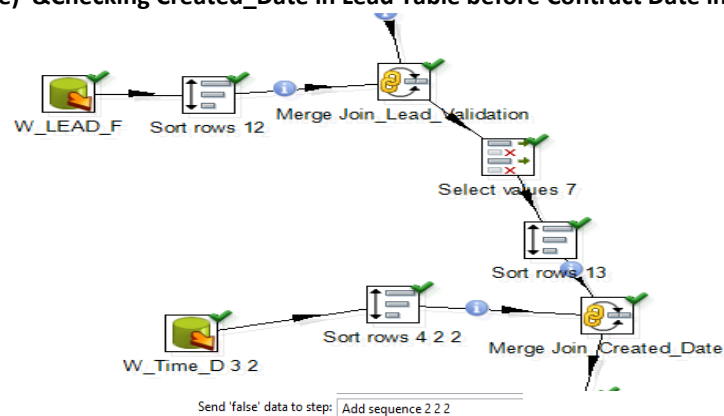 e) &Checking Created_Date in Lead Table before Contract Date in
W_LEAD_F
Sort rows 12
Merge Join_Lead_Validation
Select values 7
Sort rows 13
W_Time_D 3 2
Sort rows 4 2 2
Merge Join_Created_Date
Send 'false' data to step: Add sequence 2 2 2